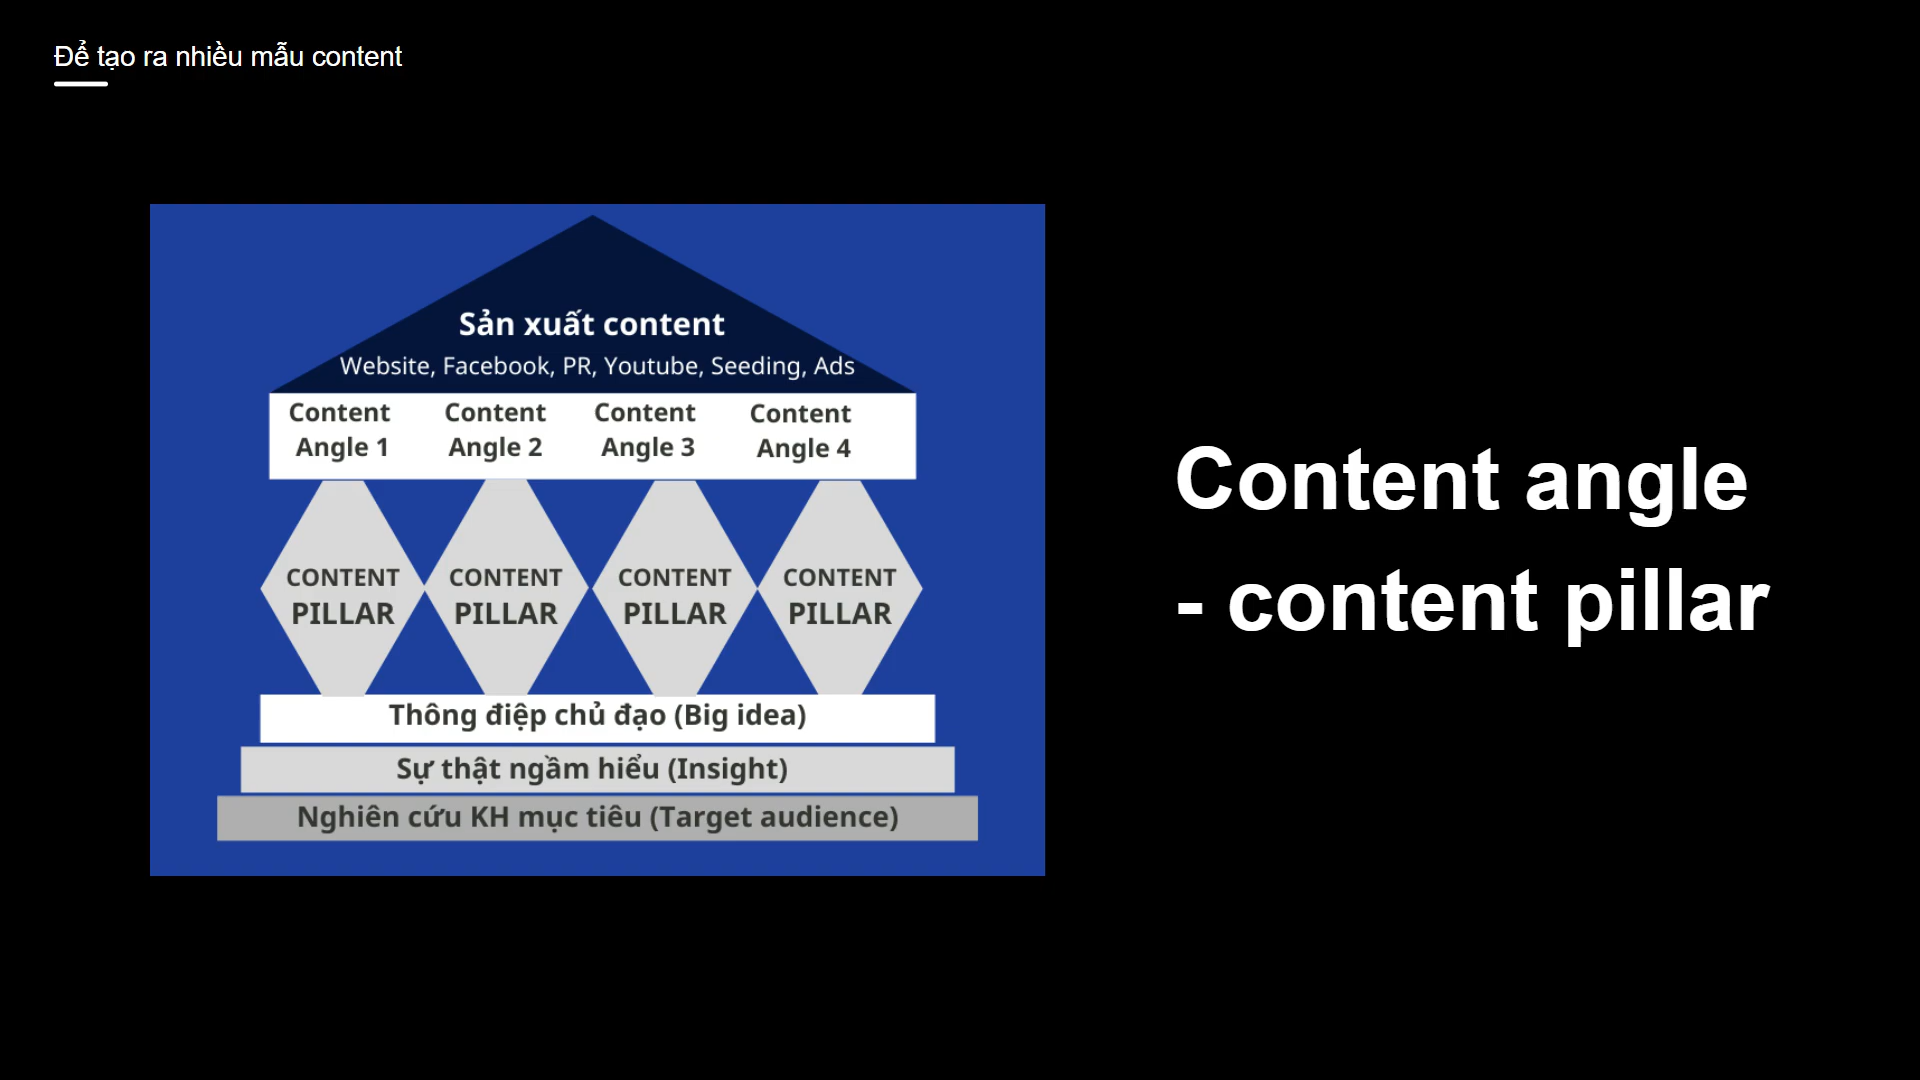 Để tạo ra nhiều mẫu content
Sản xuất content
Website, Facebook, PR, Youtube, Seeding, Ads
Content Angle 1
Content Angle 2
Content Angle 3
Content Angle 4
CONTENT PILLAR
CONTENT PILLAR
CONTENT PILLAR
CONTENT PILLAR
Thông điệp chủ đạo (Big idea)
Sự thật ngầm hiểu (Insight)
Nghiên cứu KH mục tiêu (Target audience)
Content angle
- content pillar